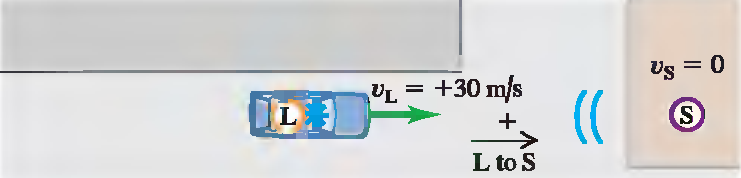 L
v_L = +30 m/s
+
L to S
v_S = 0
S